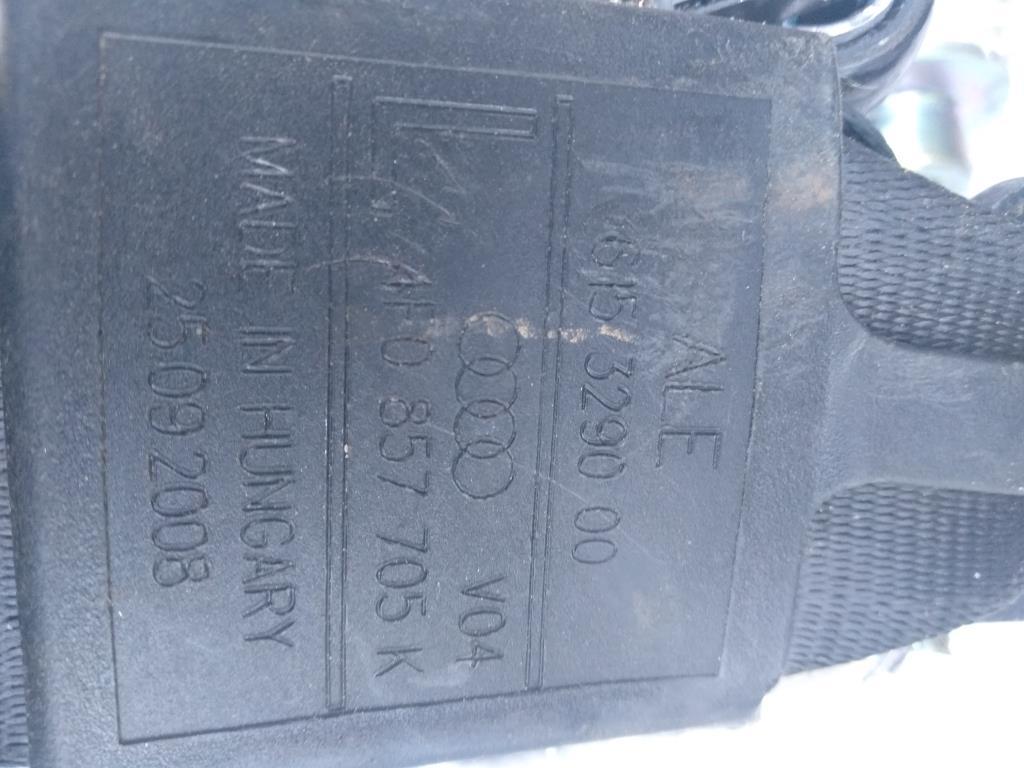 ALE
615 3290 00
V04
4F0 857 705 K
MADE IN HUNGARY
25 09 2008